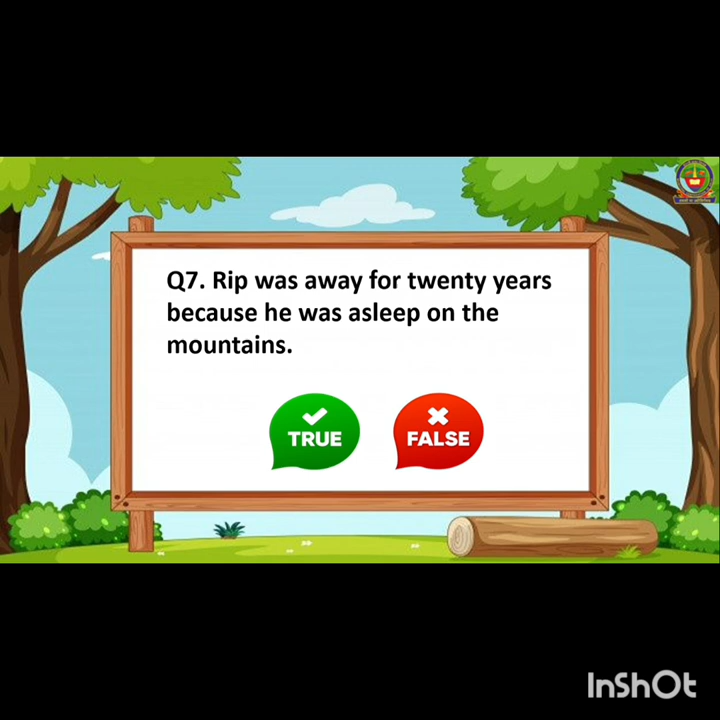 Q7. Rip was away for twenty years
because he was asleep on the
mountains.
TRUE
FALSE
InShOt